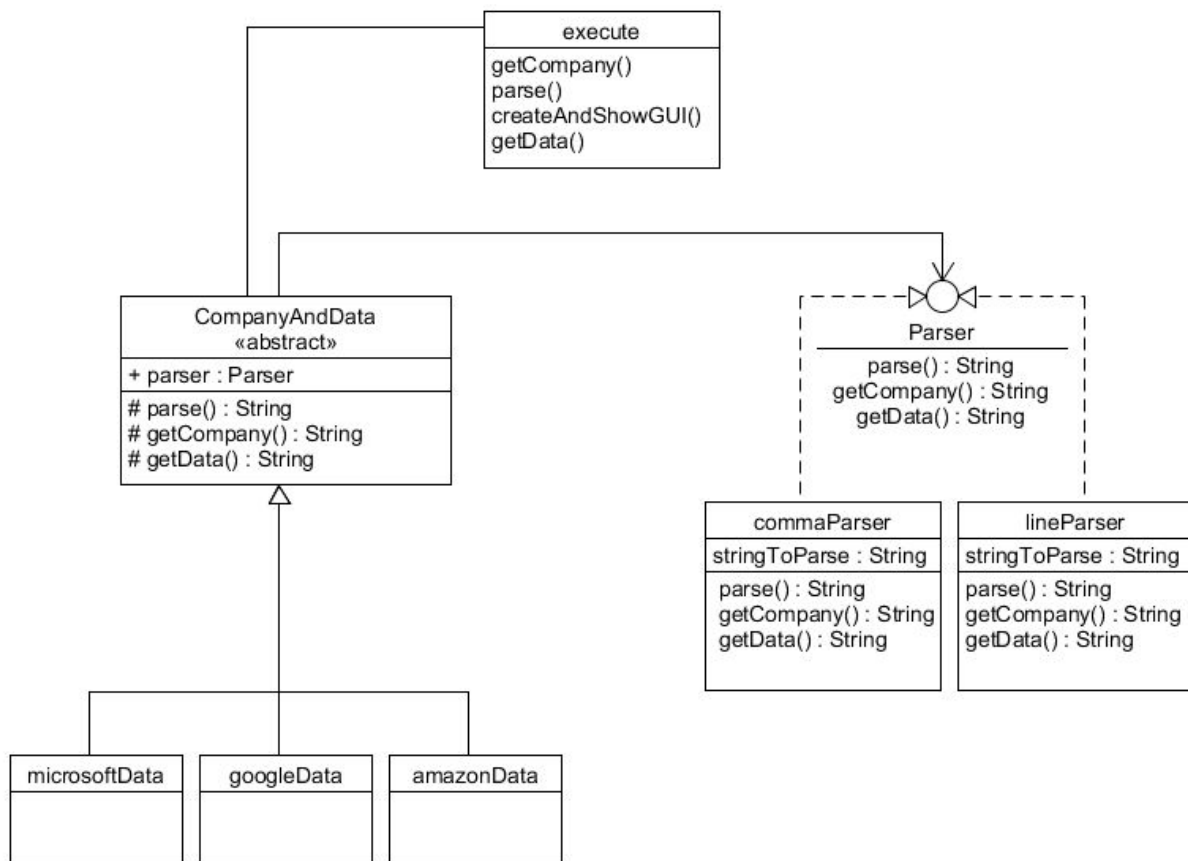 execute
getCompany()
parse()
createAndShowGUI()
getData()
CompanyAndData
«abstract»
+ parser : Parser
# parse() : String
# getCompany() : String
# getData() : String
Parser
parse() : String
getCompany() : String
getData() : String
commaParser
stringToParse : String
parse() : String
getCompany() : String
getData() : String
lineParser
stringToParse : String
parse() : String
getCompany() : String
getData() : String
microsoftData
googleData
amazonData